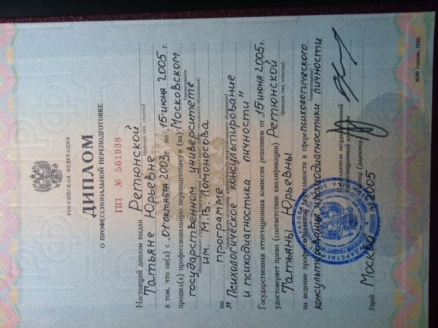 РОССИЙСКАЯ ФЕДЕРАЦИЯ
ДИПЛОМ
О ПРОФЕССИОНАЛЬНОЙ ПЕРЕПОДГОТОВКЕ
ПП № 561938
Настоящий диплом выдан Ретюнской
Татьяне Юрьевне
в том, что он(а) с 01 октября 2003 по 15 июня 2005 г.
прошел(а) профессиональную переподготовку в (на) Московском
государственном университете
им. М.В. Ломоносова
по программе
"Психологическое консультирование
и психодиагностика личности"
Государственная аттестационная комиссия решением от 15 июня 2005 г.
удостоверяет право (соответствие квалификации) Ретюнской
Татьяны Юрьевны
на ведение профессиональной деятельности в сфере психологического
консультирования и психодиагностики личности
Город Москва 2005